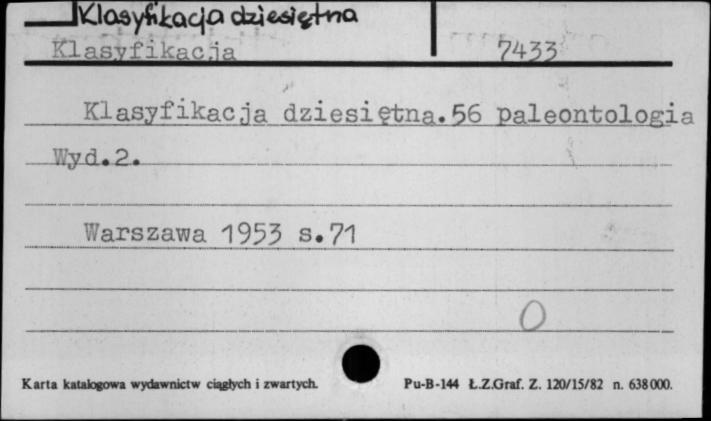 Klasyfikacja dziesiętna
Klasyfikacja 7433
Klasyfikacja dziesiętna.56 paleontologia
Wyd.2.
Warszawa 1953 s.71
0
Karta katalogowa wydawnictw ciągłych i zwartych. Pu-B-144 Ł.Z.Graf. Z. 120/15/82 n. 638000.